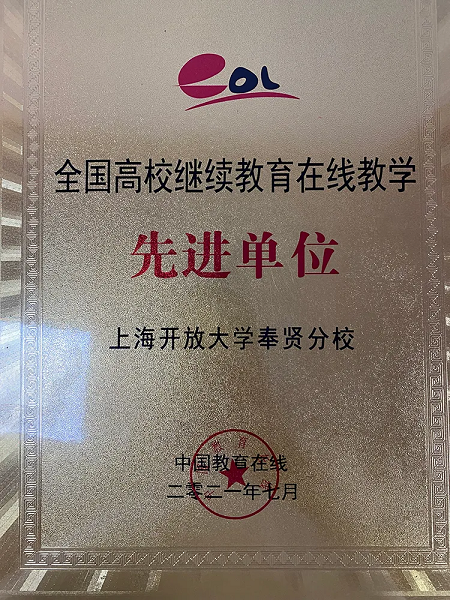 eOL
全国高校继续教育在线教学
先进单位
上海开放大学奉贤分校
中国教育在线
二零二一年七月